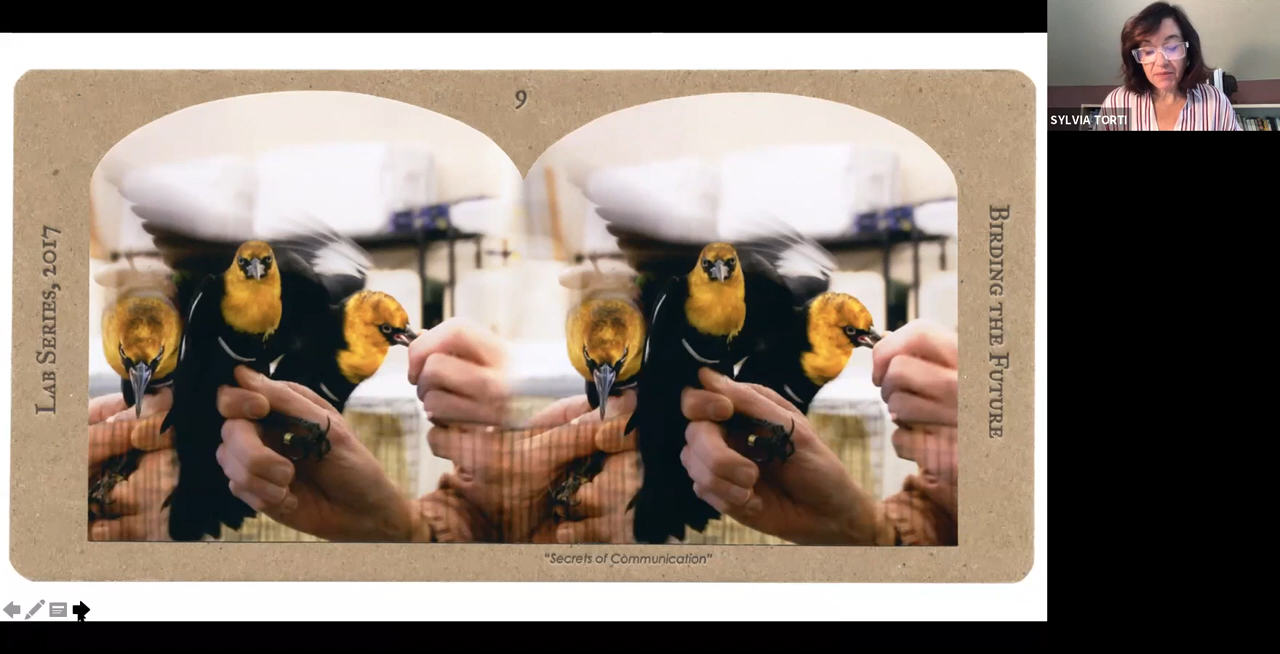 9
Lab Series, 2017
Birding the Future
"Secrets of Communication"
SYLVIA TORTI